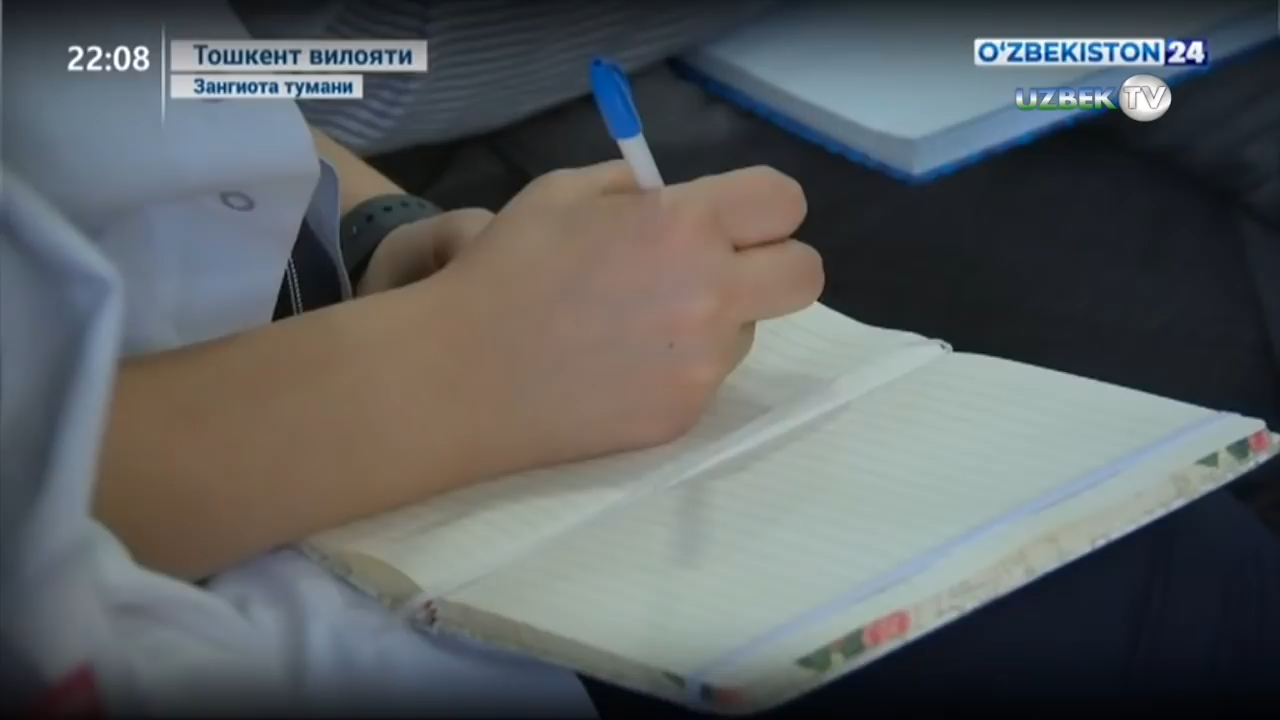 22:08
Тошкент вилояти
Зангиота тумани
O‘ZBEKISTON 24
UZBEK TV